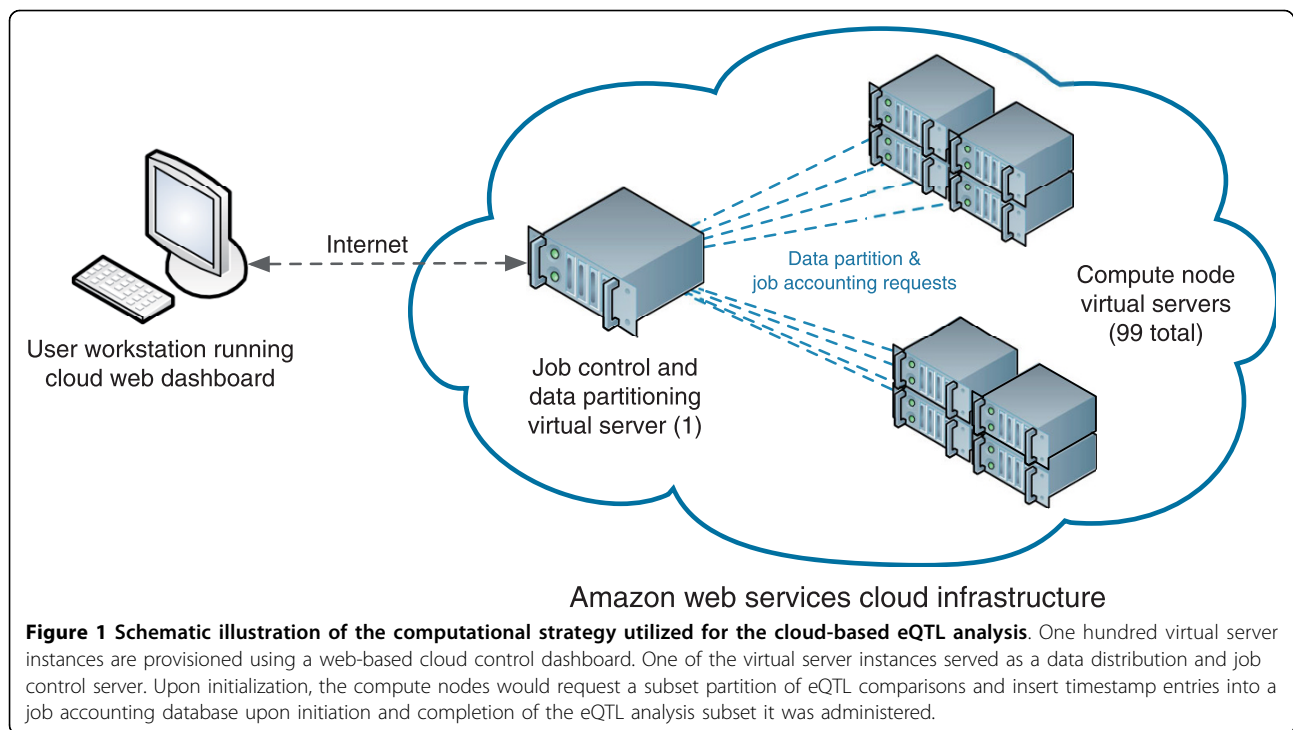 Internet
User workstation running
cloud web dashboard
Job control and
data partitioning
virtual server (1)
Data partition &
job accounting requests
Compute node
virtual servers
(99 total)
Amazon web services cloud infrastructure
Figure 1 Schematic illustration of the computational strategy utilized for the cloud-based eQTL analysis. One hundred virtual server
instances are provisioned using a web-based cloud control dashboard. One of the virtual server instances served as a data distribution and job
control server. Upon initialization, the compute nodes would request a subset partition of eQTL comparisons and insert timestamp entries into a
job accounting database upon initiation and completion of the eQTL analysis subset it was administered.